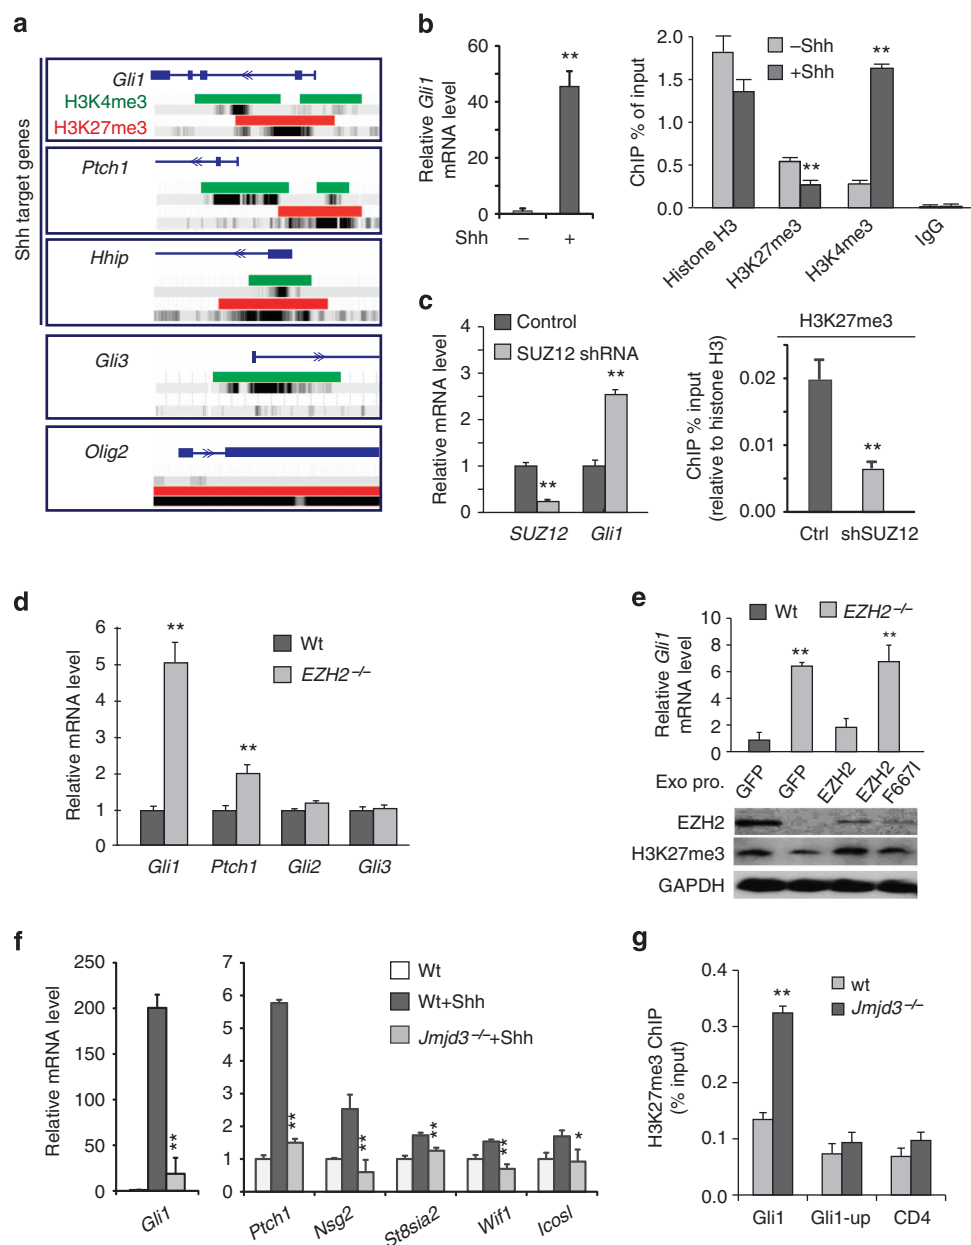 a
Shh target genes
Gli1
H3K4me3
H3K27me3
Ptch1
Hhip
Gli3
Olig2
b
Relative Gli1
mRNA level
60
40
20
0
**
Shh – +
ChIP % of input
2.0
1.5
1.0
0.5
0.0
–Shh
+Shh
**
**
Histone H3
H3K27me3
H3K4me3
IgG
c
Relative mRNA level
4
3
2
1
0
Control
SUZ12 shRNA
**
**
SUZ12 Gli1
H3K27me3
ChIP % input
(relative to histone H3)
0.02
0.01
0.00
**
Ctrl shSUZ12
d
Relative mRNA level
6
5
4
3
2
1
0
**
**
Wt
EZH2–/–
Gli1 Ptch1 Gli2 Gli3
e
Wt EZH2–/–
Relative Gli1
mRNA level
10
8
6
4
2
0
**
**
Exo pro. GFP GFP EZH2 EZH2 F667I
EZH2
H3K27me3
GAPDH
f
Relative mRNA level
250
200
150
100
50
0
**
Gli1
7
6
5
4
3
2
1
0
Wt
Wt+Shh
Jmjd3–/–+Shh
**
**
**
**
*
Ptch1 Nsg2 St8sia2 Wif1 Icosl
g
H3K27me3 ChIP
(% input)
0.4
0.3
0.2
0.1
0.0
**
wt
Jmjd3–/–
Gli1 Gli1-up CD4